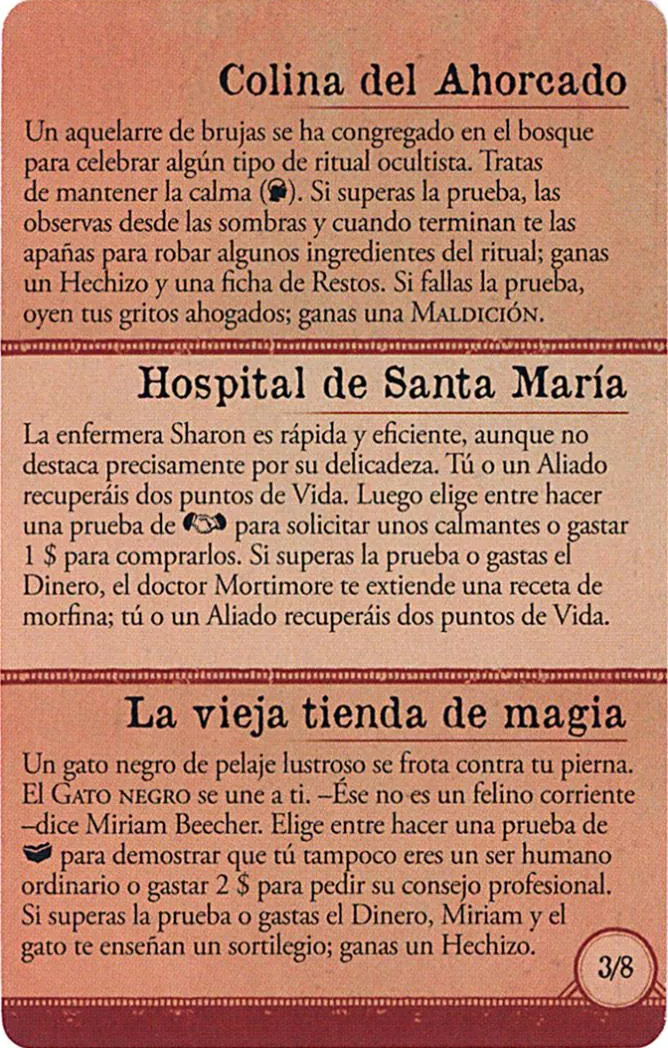 Colina del Ahorcado
Un aquelarre de brujas se ha congregado en el bosque
para celebrar algún tipo de ritual ocultista. Tratas
de mantener la calma (). Si superas la prueba, las
observas desde las sombras y cuando terminan te las
apañas para robar algunos ingredientes del ritual; ganas
un Hechizo y una ficha de Restos. Si fallas la prueba,
oyen tus gritos ahogados; ganas una MALDICIÓN.
Hospital de Santa María
La enfermera Sharon es rápida y eficiente, aunque no
destaca precisamente por su delicadeza. Tú o un Aliado
recuperáis dos puntos de Vida. Luego elige entre hacer
una prueba de para solicitar unos calmantes o gastar
1 $ para comprarlos. Si superas la prueba o gastas el
Dinero, el doctor Mortimore te extiende una receta de
morfina; tú o un Aliado recuperáis dos puntos de Vida.
La vieja tienda de magia
Un gato negro de pelaje lustroso se frota contra tu pierna.
El GATO NEGRO se une a ti. –Ése no es un felino corriente
–dice Miriam Beecher. Elige entre hacer una prueba de
para demostrar que tú tampoco eres un ser humano
ordinario o gastar 2 $ para pedir su consejo profesional.
Si superas la prueba o gastas el Dinero, Miriam y el
gato te enseñan un sortilegio; ganas un Hechizo.
3/8